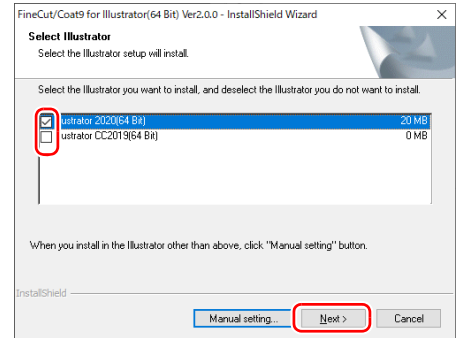 FineCut/Coat9 for Illustrator(64 Bit) Ver2.0.0 - InstallShield Wizard
Select Illustrator
Select the Illustrator setup will install.
Select the Illustrator you want to install, and deselect the Illustrator you do not want to install.
ustrator 2020(64 Bit) 20 MB
ustrator CC2019(64 Bit) 0 MB
When you install in the Illustrator other than above, click "Manual setting" button.
InstallShield
Manual setting... Next > Cancel